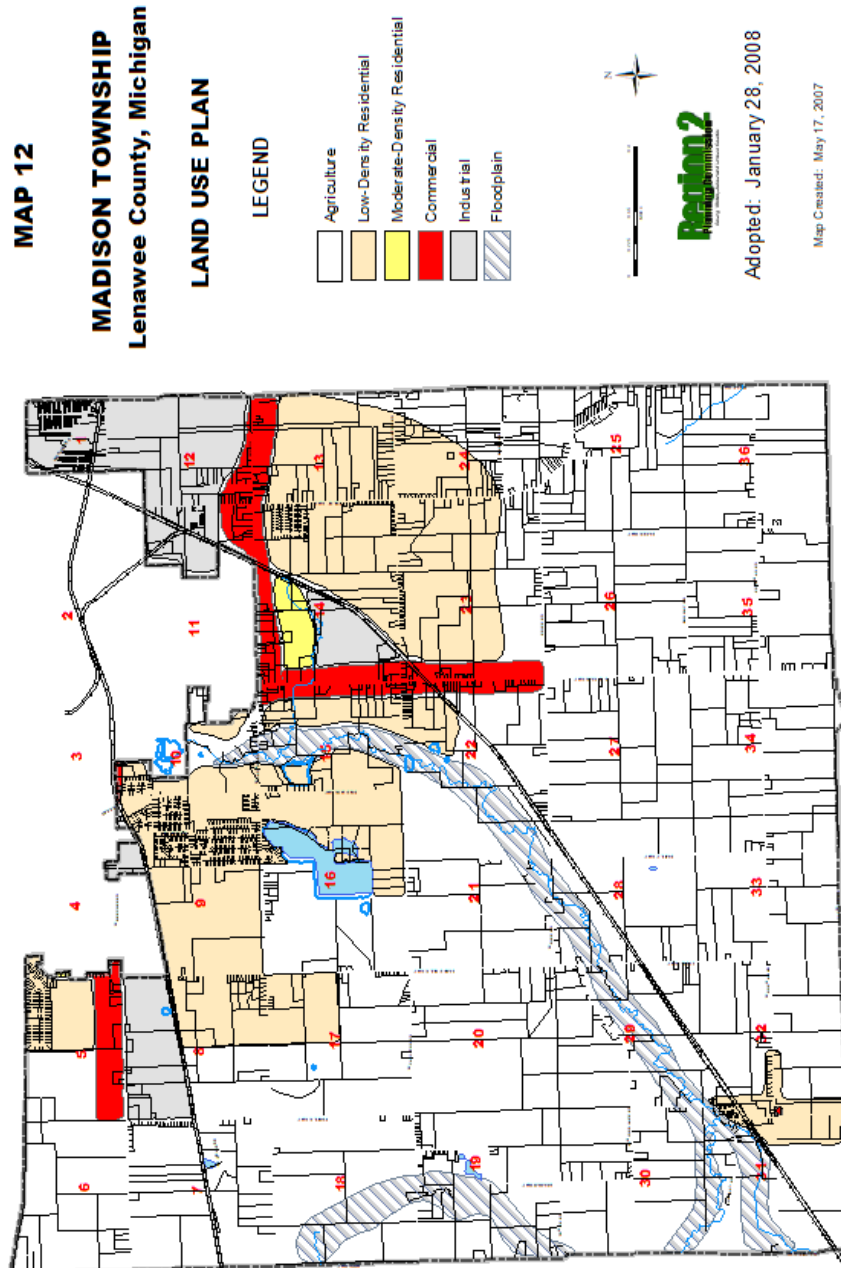 MAP 12
MADISON TOWNSHIP
Lenawee County, Michigan
LAND USE PLAN
LEGEND
Agriculture
Low-Density Residential
Moderate-Density Residential
Commercial
Industrial
Floodplain
N
Region 2
Planning Commission
Adopted: January 28, 2008
Map Created: May 17, 2007
6
5
4
3
2
1
7
8
9
10
11
12
18
17
16
15
14
13
19
20
21
22
23
24
30
29
28
27
26
25
31
32
33
34
35
36